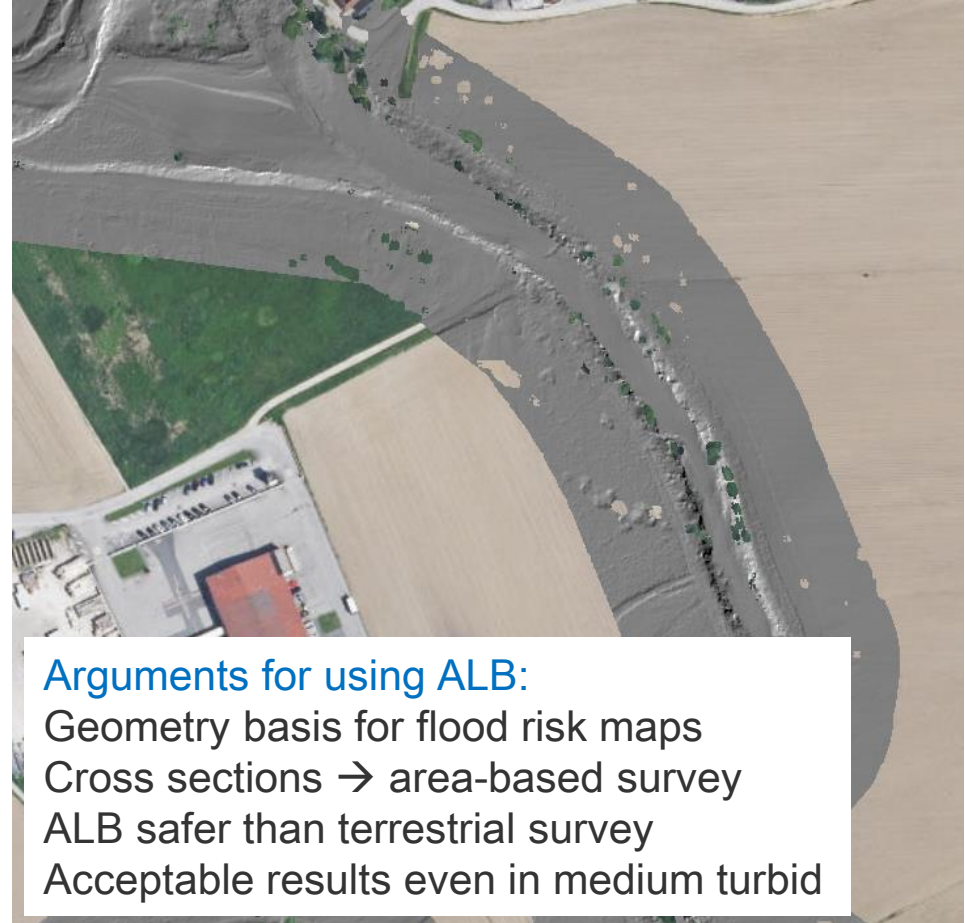 Arguments for using ALB:
Geometry basis for flood risk maps
Cross sections → area-based survey
ALB safer than terrestrial survey
Acceptable results even in medium turbid